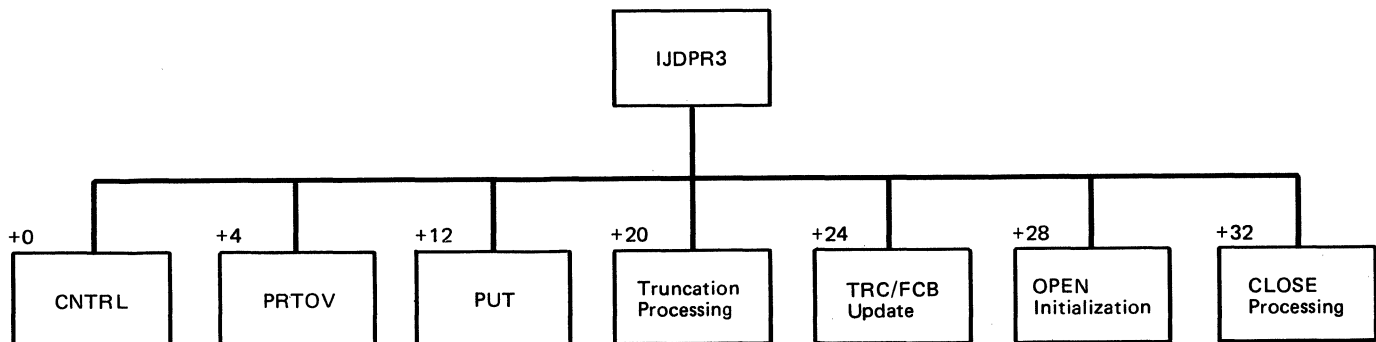 IJDPR3
+0
CNTRL
+4
PRTOV
+12
PUT
+20
Truncation
Processing
+24
TRC/FCB
Update
+28
OPEN
Initialization
+32
CLOSE
Processing